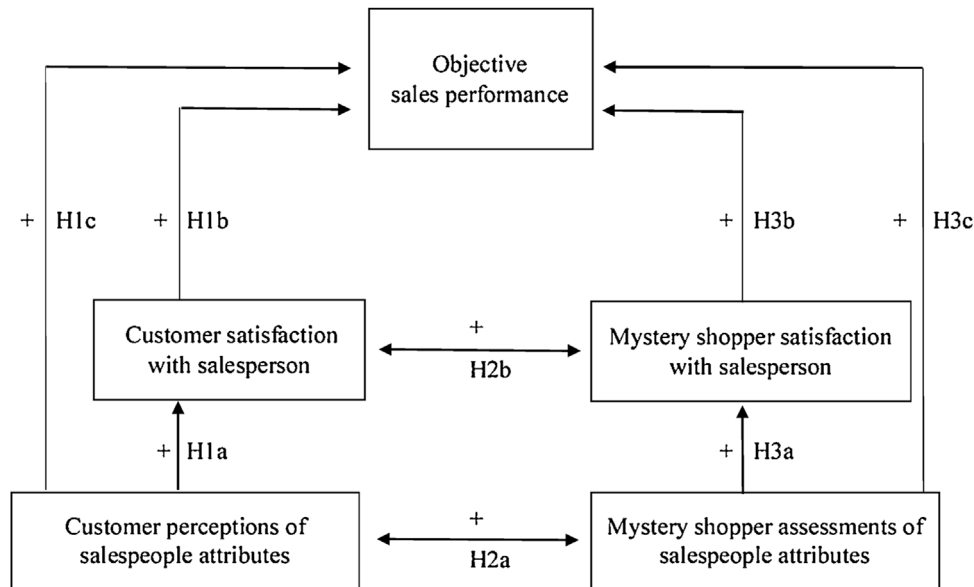 Objective
sales performance
+ H1c
+ H1b
+ H3b
+ H3c
Customer satisfaction
with salesperson
+
H2b
Mystery shopper satisfaction
with salesperson
+ H1a
+ H3a
Customer perceptions of
salespeople attributes
+
H2a
Mystery shopper assessments of
salespeople attributes